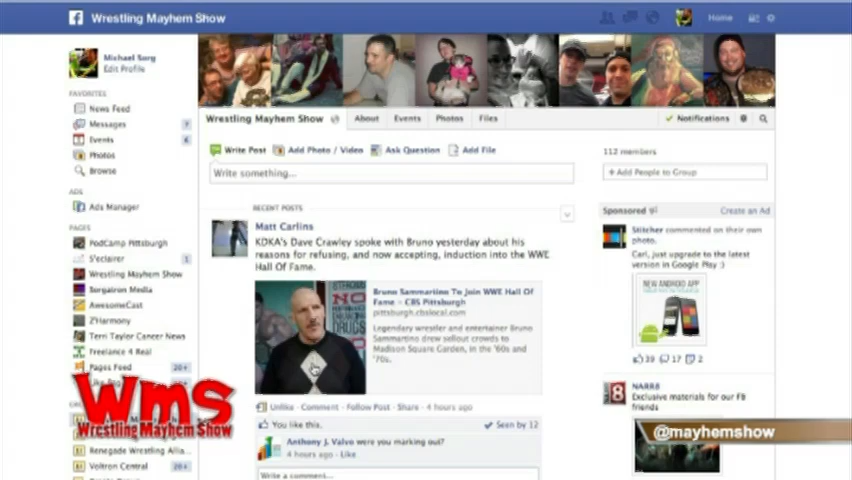 Wrestling Mayhem Show
Home
Michael Sorg
Edit Profile
FAVORITES
News Feed
Messages 7
Events 6
Photos
Browse
ADS
Ads Manager
PAGES
PodCamp Pittsburgh
S'eclairer 1
Wrestling Mayhem Show
Sorgatron Media
AwesomeCast
Z'Harmony
Terri Taylor Cancer News
Freelance 4 Real
Pages Feed 20+
Renegade Wrestling Allia...
Voltron Central 20+
Wrestling Mayhem Show
About
Events
Photos
Files
Notifications
Write Post
Add Photo / Video
Ask Question
Add File
Write something...
RECENT POSTS
Matt Carlins
KDKA's Dave Crawley spoke with Bruno yesterday about his
reasons for refusing, and now accepting, induction into the WWE
Hall Of Fame.
STRONG
NO
DRUGS
Bruno Sammartino To Join WWE Hall Of
Fame - CBS Pittsburgh
pittsburgh.cbslocal.com
Legendary wrestler and entertainer Bruno
Sammartino drew sellout crowds to
Madison Square Garden, in the '60s and
'70s.
Unlike · Comment · Follow Post · Share · 4 hours ago
You like this.
Seen by 12
Anthony J. Valvo were you marking out?
4 hours ago · Like
Write a comment...
112 members
+ Add People to Group
Sponsored
Create an Ad
Stitcher commented on their own
photo.
Carl, just upgrade to the latest
version in Google Play :)
NEW ANDROID APP
39 17 2
NARR8
Exclusive materials for our FB
friends
Wms
Wrestling Mayhem Show
@mayhemshow